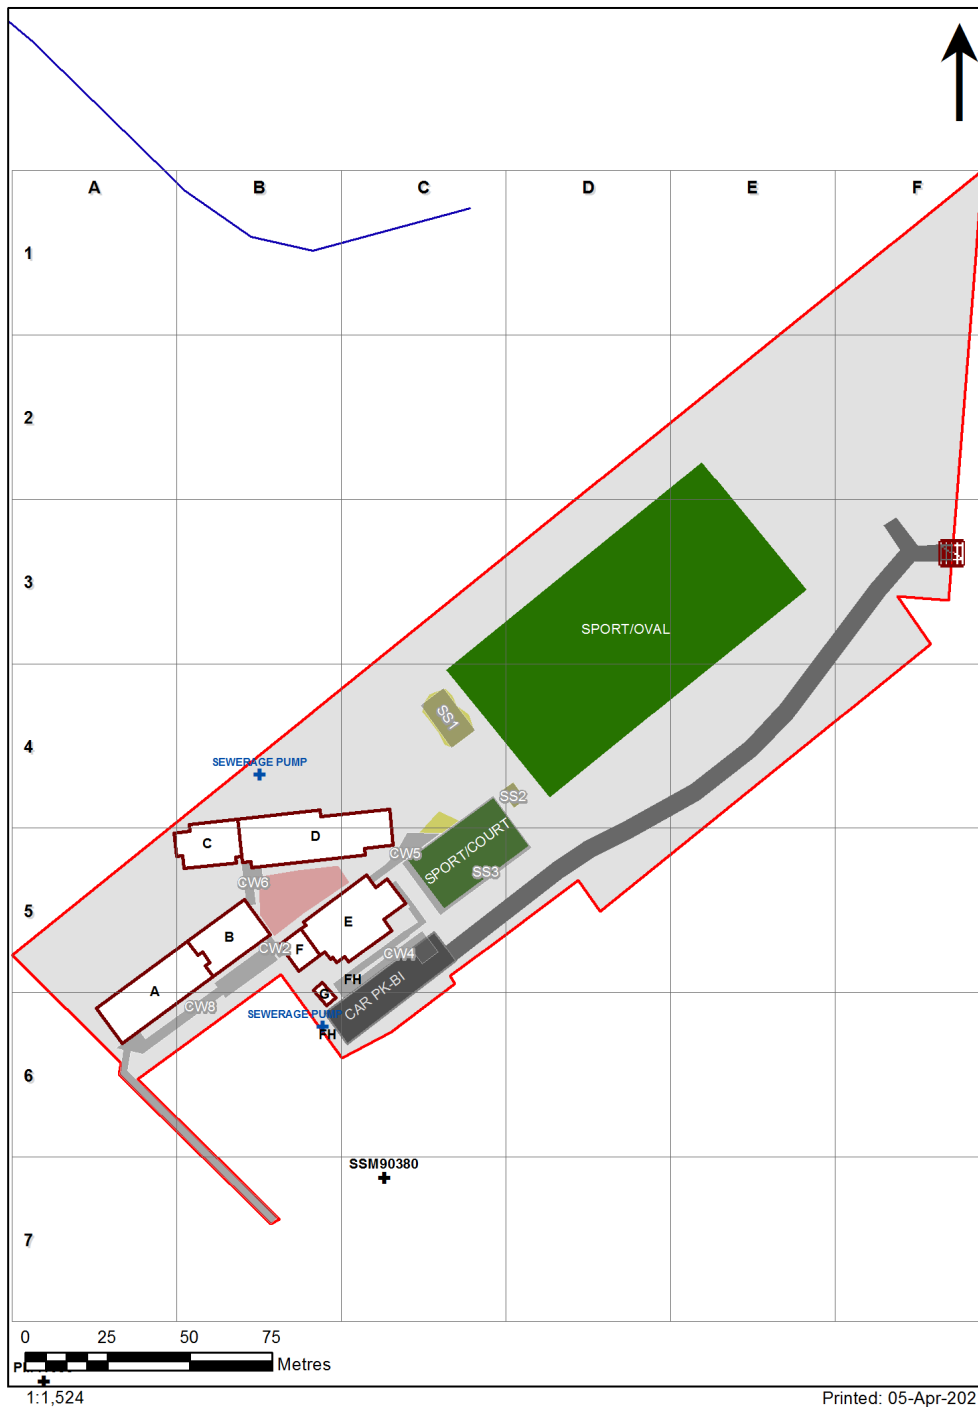 A B C D E F
1
2
3
SPORT/OVAL
SS1
4
SEWERAGE PUMP
SS2
C
D
SPORT/COURT
CW5
SS3
CW6
5
E
B
CW2
F
CW4
FH
A
G
CAR PK-BI
CW8
SEWERAGE PUMP
FH
6
SSM90380
7
0 25 50 75
Metres
1:1,524
Printed: 05-Apr-202